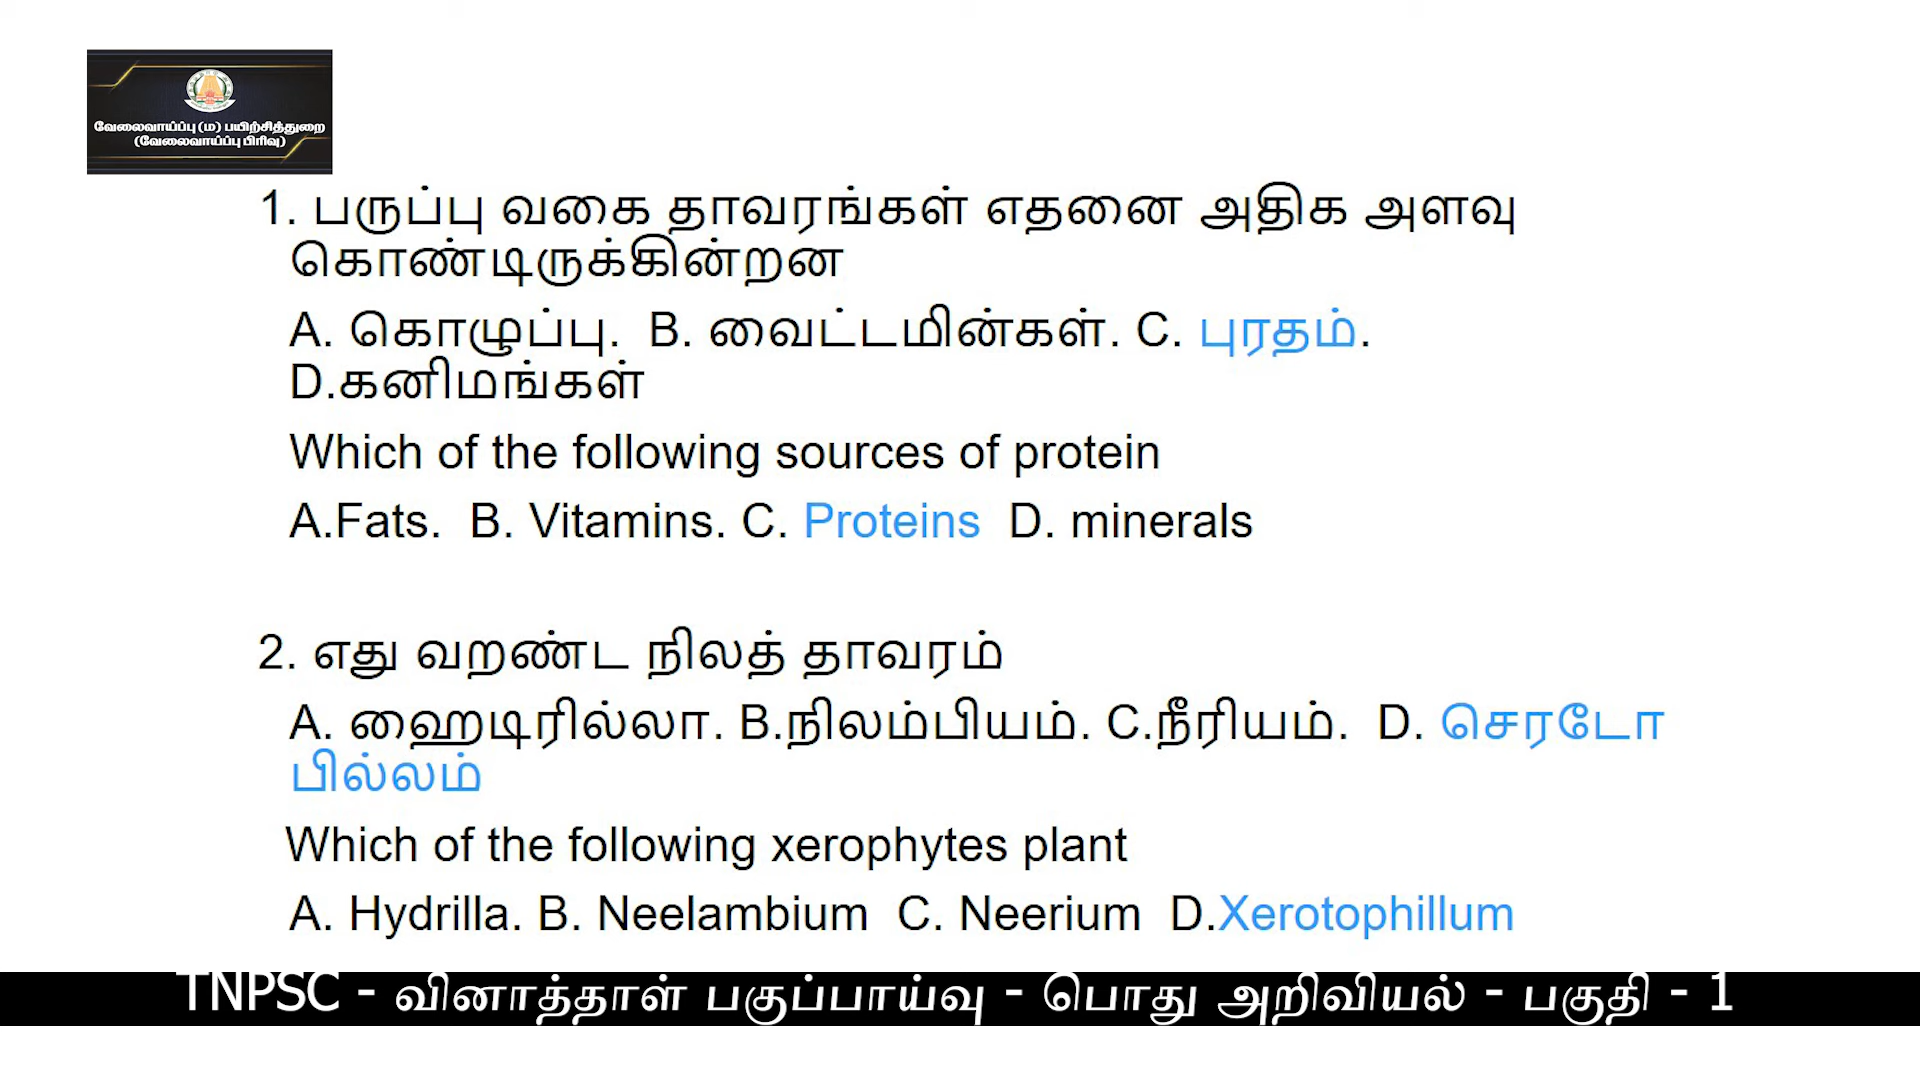 வேலைவாய்ப்பு (ம) பயிற்சித்துறை
(வேலைவாய்ப்பு பிரிவு)
1. பருப்பு வகை தாவரங்கள் எதனை அதிக அளவு
கொண்டிருக்கின்றன
A. கொழுப்பு. B. வைட்டமின்கள். C. புரதம்.
D.கனிமங்கள்
Which of the following sources of protein
A.Fats. B. Vitamins. C. Proteins D. minerals
2. எது வறண்ட நிலத் தாவரம்
A. ஹைடிரில்லா. B.நிலம்பியம். C.நீரியம். D. செரடோ
பில்லம்
Which of the following xerophytes plant
A. Hydrilla. B. Neelambium C. Neerium D.Xerotophillum
TNPSC - வினாத்தாள் பகுப்பாய்வு - பொது அறிவியல் - பகுதி - 1